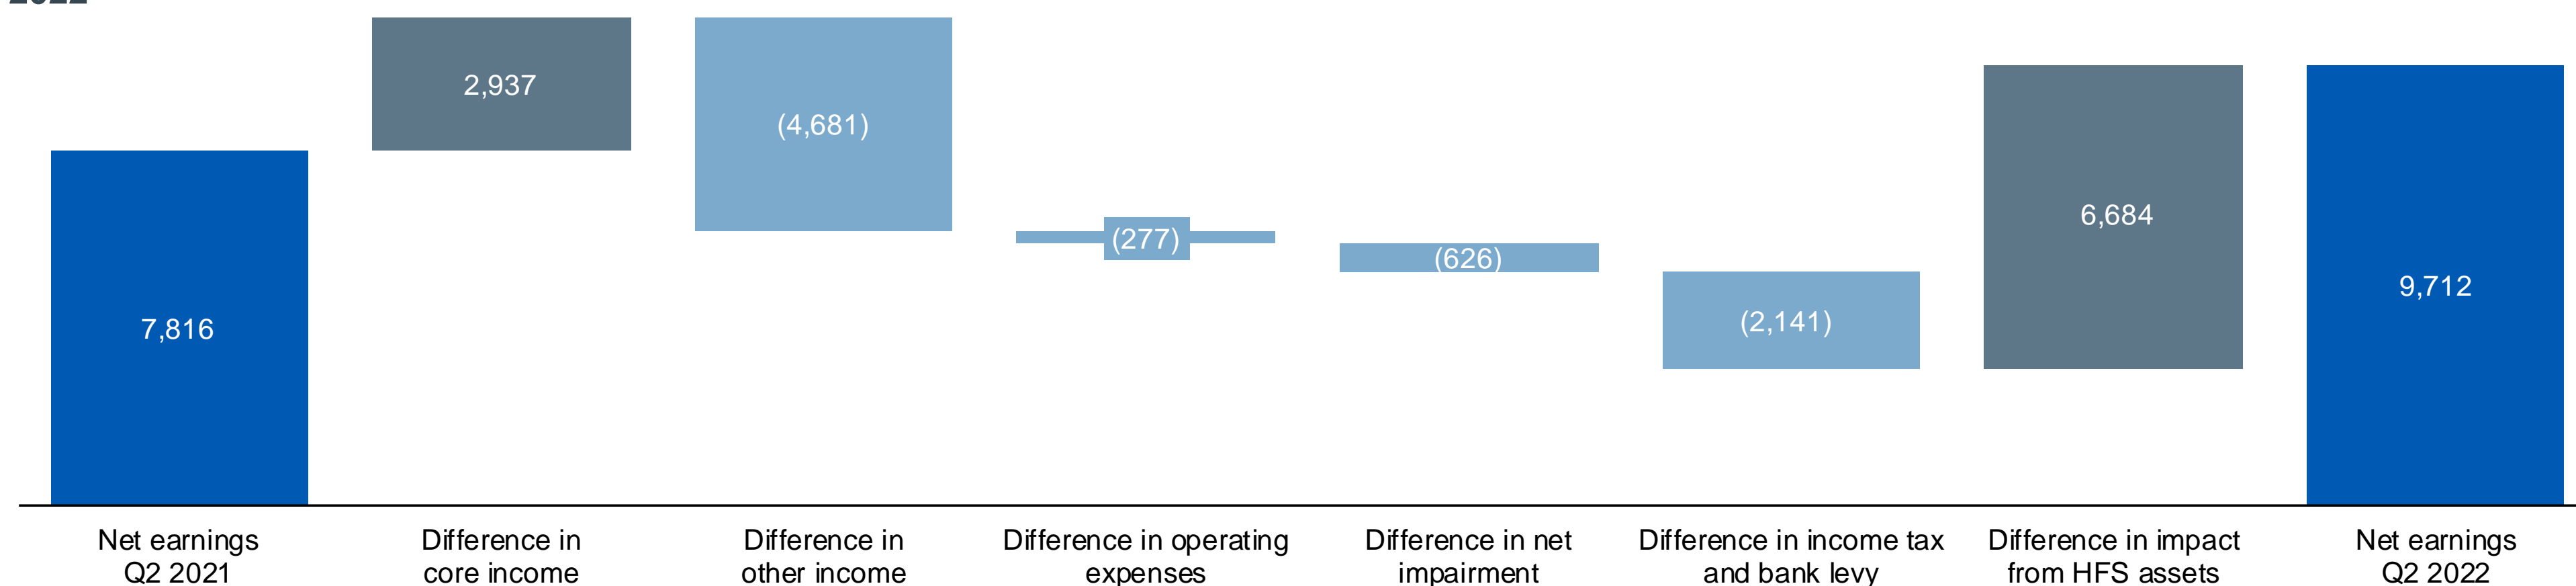 2,937
(4,681)
(277)
(626)
(2,141)
6,684
9,712
7,816
Net earnings
Q2 2021
Difference in
core income
Difference in
other income
Difference in operating
expenses
Difference in net
impairment
Difference in income tax
and bank levy
Difference in impact
from HFS assets
Net earnings
Q2 2022